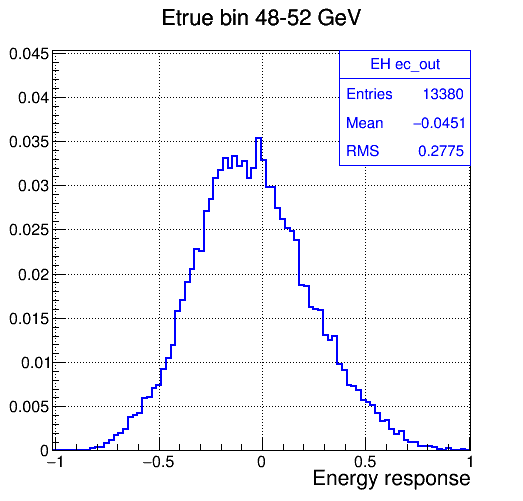 Etrue bin 48-52 GeV
EH ec_out
Entries 13380
Mean −0.0451
RMS 0.2775
0.045
0.04
0.035
0.03
0.025
0.02
0.015
0.01
0.005
0
−1 −0.5 0 0.5 1
Energy response